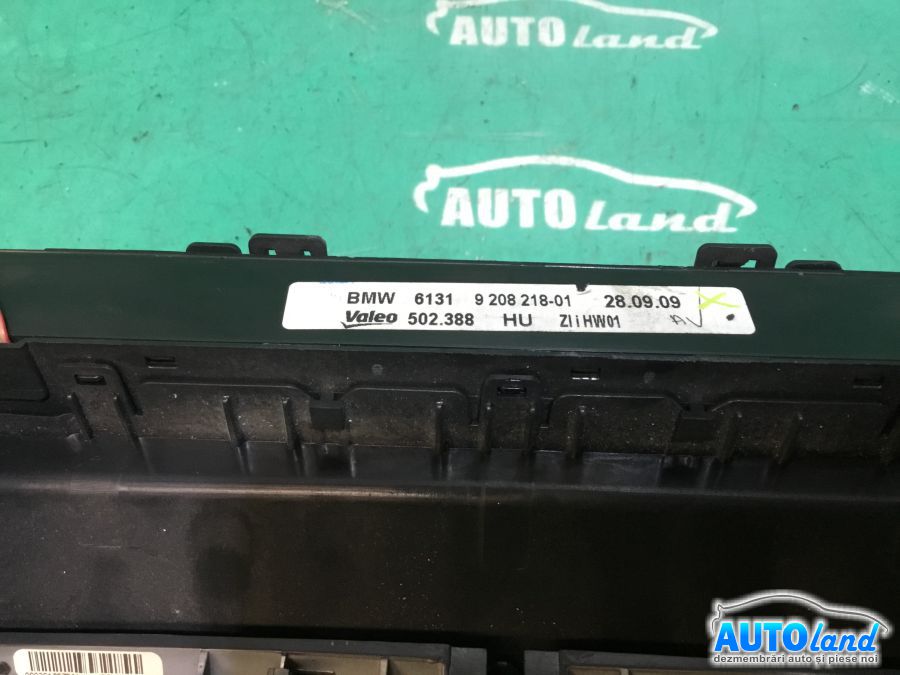 AUTO land
AUTO land
BMW 6131 9 208 218-01 28.09.09
Valeo 502.388 HU ZIiHW01 AV
AUTOland
dezmembrări auto și piese noi